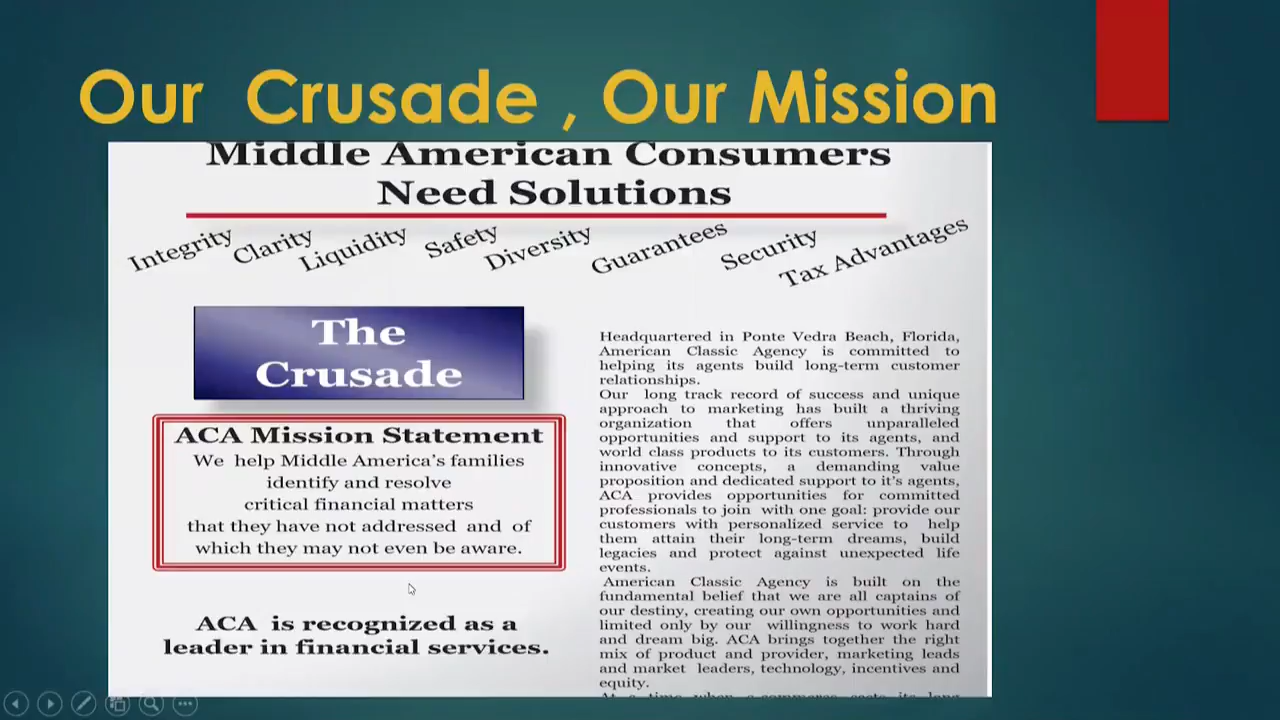 Our Crusade , Our Mission
Middle American Consumers
Need Solutions
Integrity Clarity Liquidity Safety Diversity Guarantees Security Tax Advantages
The
Crusade
ACA Mission Statement
We help Middle America's families
identify and resolve
critical financial matters
that they have not addressed and of
which they may not even be aware.
ACA is recognized as a
leader in financial services.
Headquartered in Ponte Vedra Beach, Florida,
American Classic Agency is committed to
helping its agents build long-term customer
relationships.
Our long track record of success and unique
approach to marketing has built a thriving
organization that offers unparalleled
opportunities and support to its agents, and
world class products to its customers. Through
innovative concepts, a demanding value
proposition and dedicated support to it's agents,
ACA provides opportunities for committed
professionals to join with one goal: provide our
customers with personalized service to help
them attain their long-term dreams, build
legacies and protect against unexpected life
events.
American Classic Agency is built on the
fundamental belief that we are all captains of
our destiny, creating our own opportunities and
limited only by our willingness to work hard
and dream big. ACA brings together the right
mix of product and provider, marketing leads
and market leaders, technology, incentives and
equity.